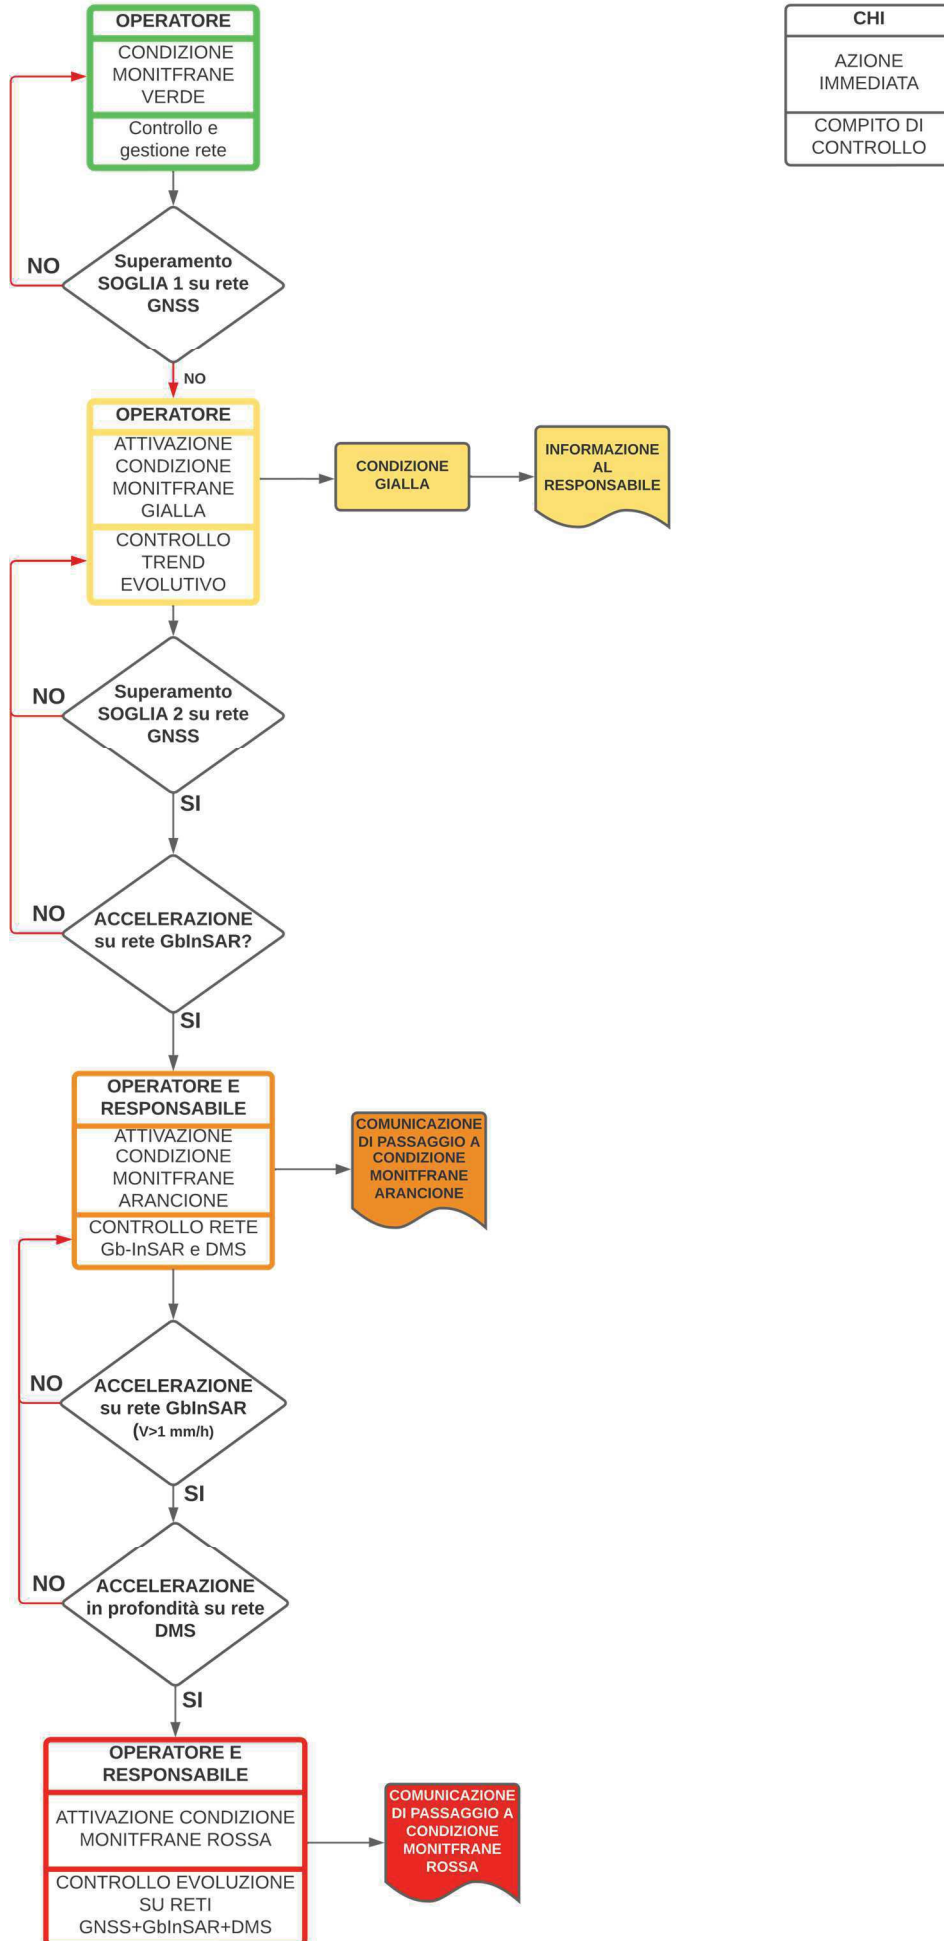 OPERATORE
CONDIZIONE
MONITFRANE
VERDE
Controllo e
gestione rete
CHI
AZIONE
IMMEDIATA
COMPITO DI
CONTROLLO
NO
Superamento
SOGLIA 1 su rete
GNSS
NO
OPERATORE
ATTIVAZIONE
CONDIZIONE
MONITFRANE
GIALLA
CONTROLLO
TREND
EVOLUTIVO
CONDIZIONE
GIALLA
INFORMAZIONE
AL
RESPONSABILE
NO
Superamento
SOGLIA 2 su rete
GNSS
SI
NO
ACCELERAZIONE
su rete GbInSAR?
SI
OPERATORE E
RESPONSABILE
ATTIVAZIONE
CONDIZIONE
MONITFRANE
ARANCIONE
CONTROLLO RETE
Gb-InSAR e DMS
COMUNICAZIONE
DI PASSAGGIO A
CONDIZIONE
MONITFRANE
ARANCIONE
NO
ACCELERAZIONE
su rete GbInSAR
(V>1 mm/h)
SI
NO
ACCELERAZIONE
in profondità su rete
DMS
SI
OPERATORE E
RESPONSABILE
ATTIVAZIONE CONDIZIONE
MONITFRANE ROSSA
CONTROLLO EVOLUZIONE
SU RETI
GNSS+GbInSAR+DMS
COMUNICAZIONE
DI PASSAGGIO A
CONDIZIONE
MONITFRANE
ROSSA